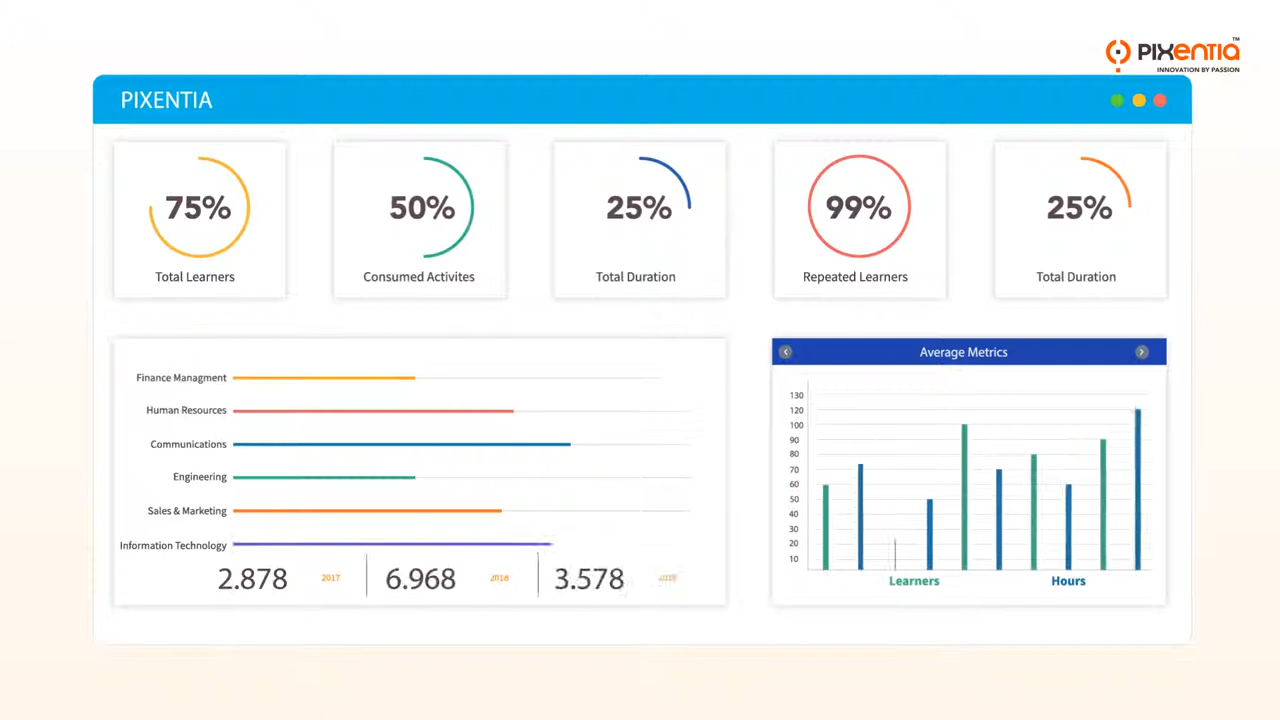 PIXENTIA™
INNOVATION BY PASSION
PIXENTIA
75%
Total Learners
50%
Consumed Activites
25%
Total Duration
99%
Repeated Learners
25%
Total Duration
Finance Managment
Human Resources
Communications
Engineering
Sales & Marketing
Information Technology
2.878 2017
6.968 2018
3.578
Average Metrics
130
120
100
90
80
70
60
50
40
30
20
10
Learners
Hours